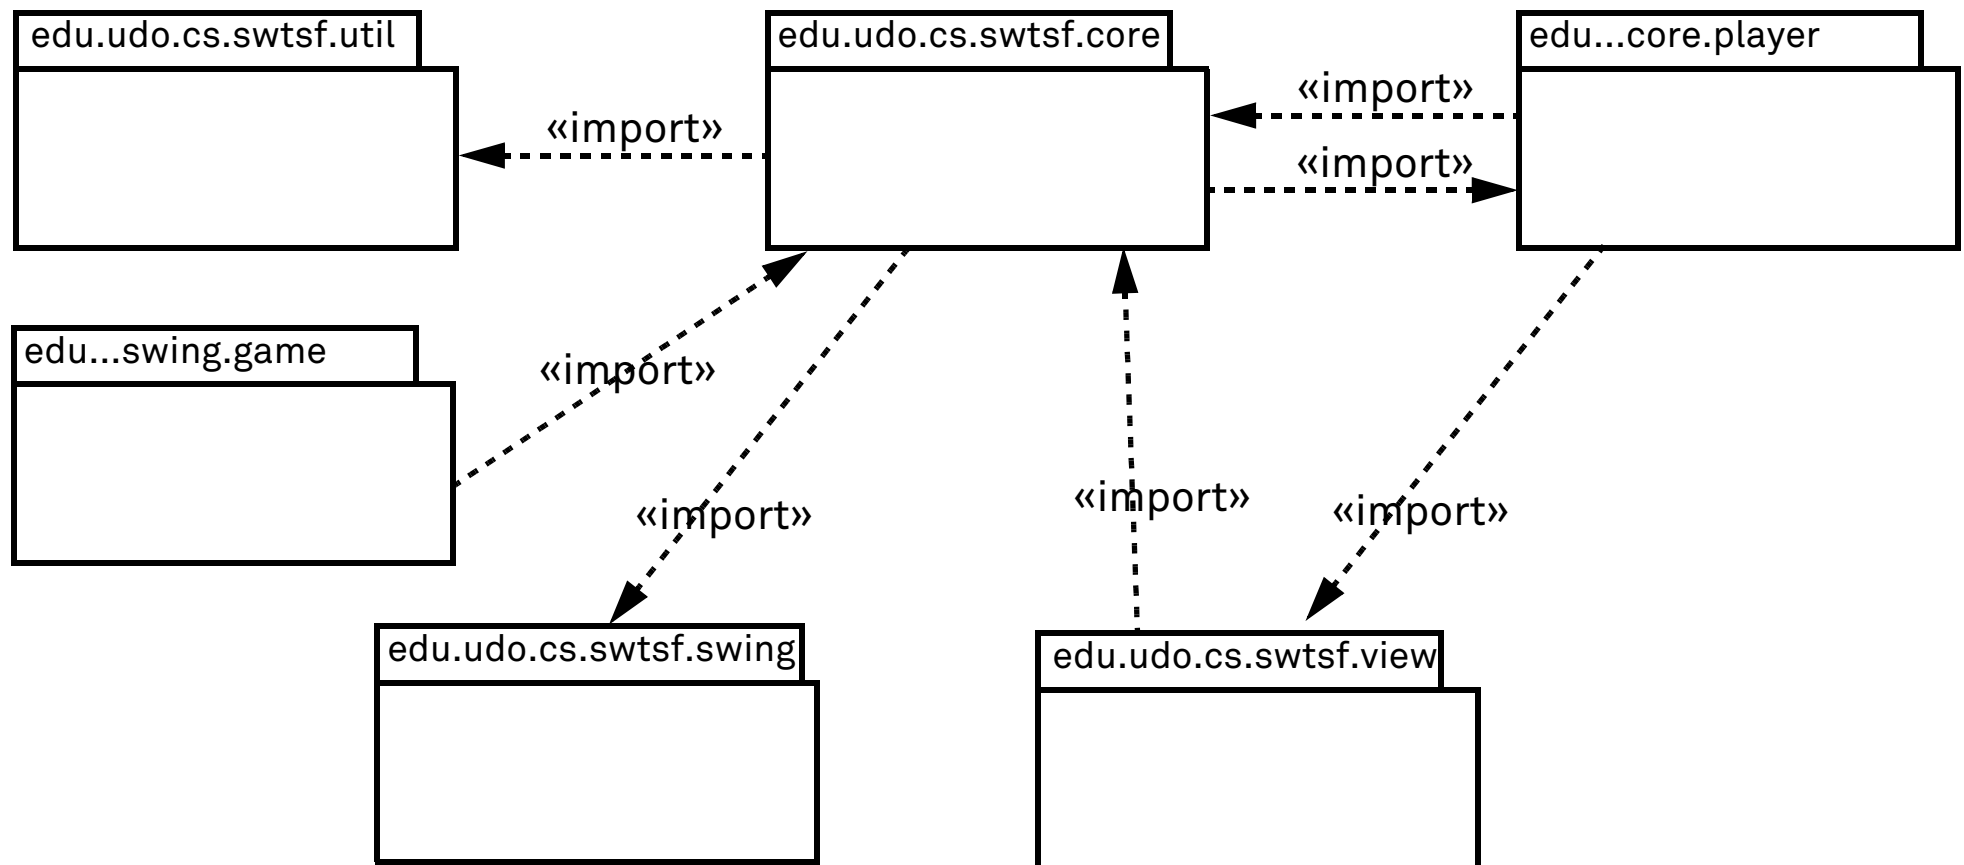 edu.udo.cs.swtsf.util
edu.udo.cs.swtsf.core
edu...core.player
«import»
«import»
«import»
edu...swing.game
«import»
«import»
«import»
«import»
edu.udo.cs.swtsf.swing
edu.udo.cs.swtsf.view